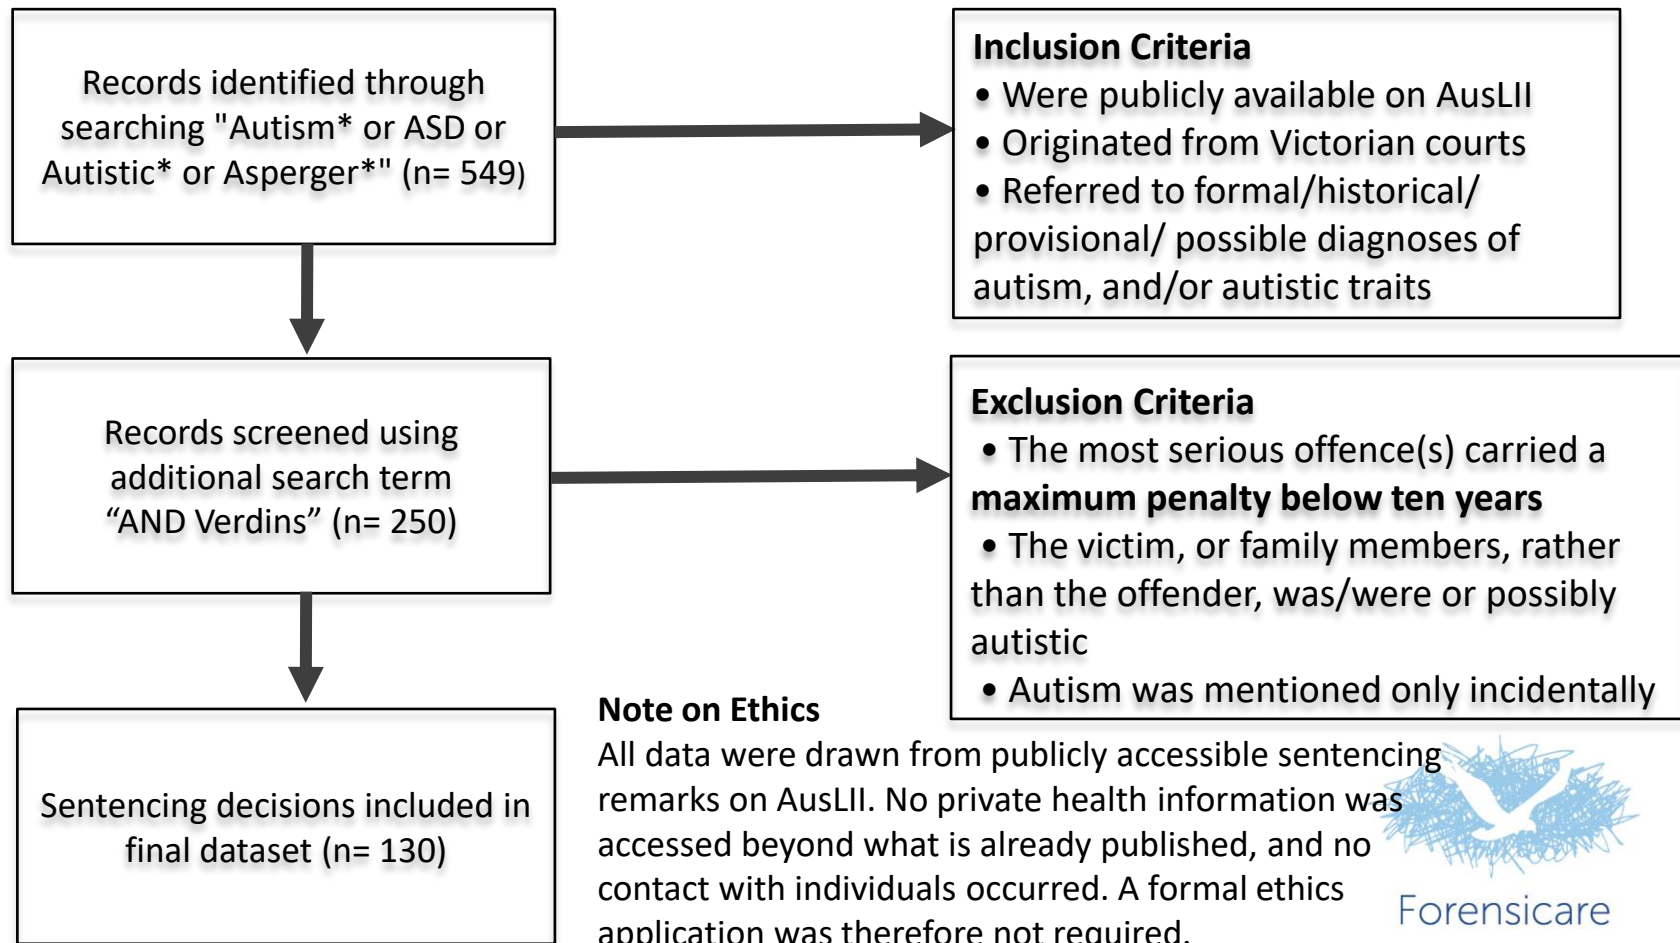 Records identified through
searching "Autism* or ASD or
Autistic* or Asperger*" (n= 549)
Inclusion Criteria
• Were publicly available on AusLII
• Originated from Victorian courts
• Referred to formal/historical/
provisional/ possible diagnoses of
autism, and/or autistic traits
Records screened using
additional search term
“AND Verdins” (n= 250)
Exclusion Criteria
• The most serious offence(s) carried a
maximum penalty below ten years
• The victim, or family members, rather
than the offender, was/were or possibly
autistic
• Autism was mentioned only incidentally
Sentencing decisions included in
final dataset (n= 130)
Note on Ethics
All data were drawn from publicly accessible sentencing
remarks on AusLII. No private health information was
accessed beyond what is already published, and no
contact with individuals occurred. A formal ethics
application was therefore not required.
Forensicare